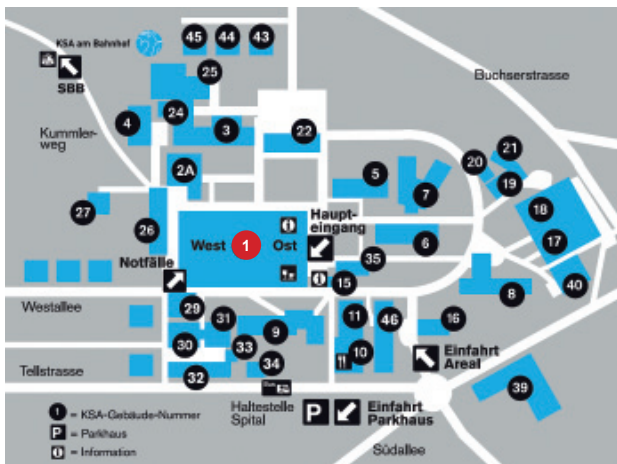 45
44
43
KSA am Bahnhof
SBB
25
Buchserstrasse
24
4
3
22
Kummler-
weg
21
20
2A
5
7
19
27
26
18
Haupt-
eingang
West
1
Ost
6
17
Notfälle
35
15
8
40
Westallee
29
31
11
46
9
16
30
33
10
Einfahrt
Areal
34
Tellstrasse
32
39
1 = KSA-Gebäude-Nummer
P = Parkhaus
i = Information
Haltestelle
Spital
P
Einfahrt
Parkhaus
Südallee